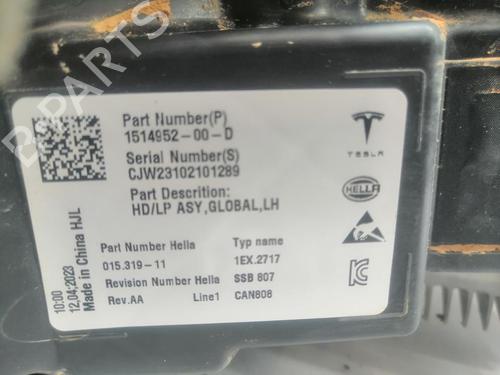 Part Number(P)
1514952-00-D
Serial Number(S)
CJW23102101289
Part Descrition:
HD/LP ASY,GLOBAL,LH
TESLA
HELLA
Part Number Hella Typ name
015.319-11 1EX.2717
Revision Number Hella SSB 807
Rev.AA Line1 CAN808
10:00
12,04,2023
Made in China HJL
B-PARTS